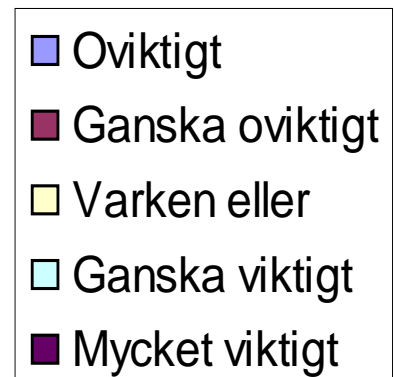 Oviktigt
Ganska oviktigt
Varken eller
Ganska viktigt
Mycket viktigt